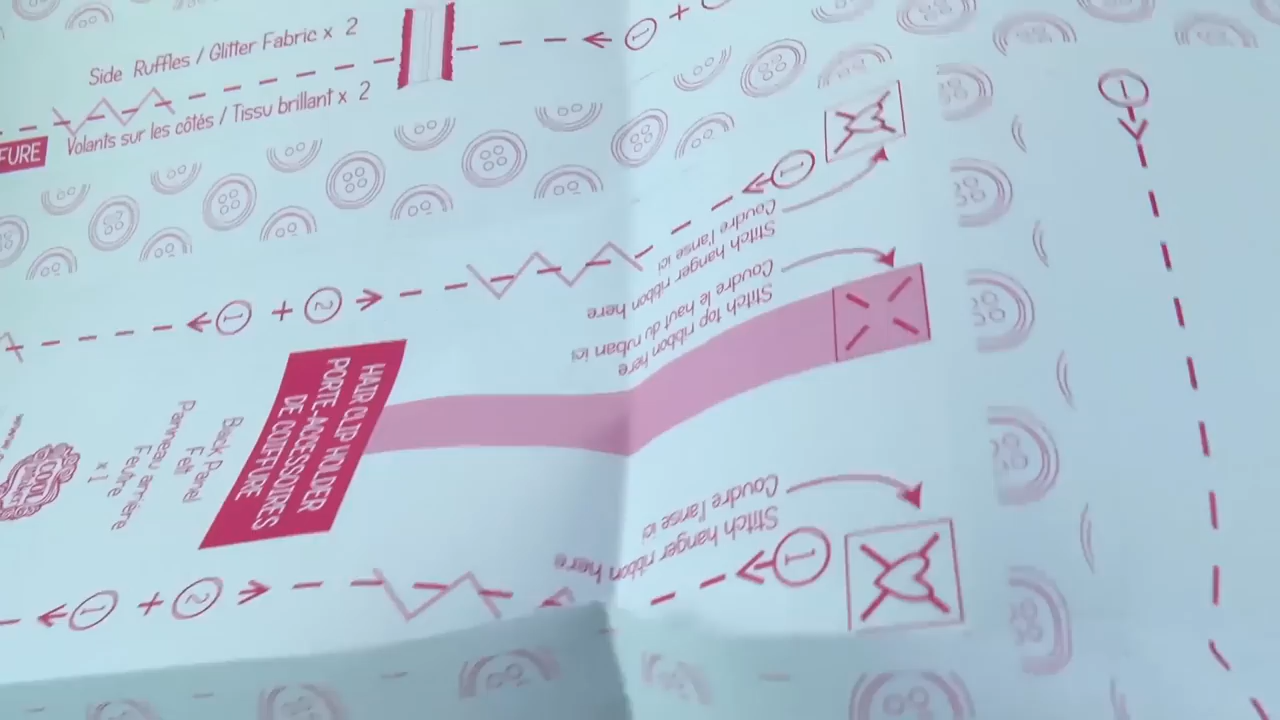 Side Ruffles / Glitter Fabric x 2
Volants sur les côtés / Tissu brillant x 2
FURE
1 +
1
1
Stitch hanger ribbon here
Coudre l'anse ici
Stitch top ribbon here
Coudre le haut du ruban ici
1 + 2
HAIR CLIP HOLDER
PORTE-ACCESSOIRES
DE COIFFURE
Back Panel
Felt
Panneau arrière
Feutre
x 1
www.
COOL
Stitch hanger ribbon here
Coudre l'anse ici
1
1 + 2